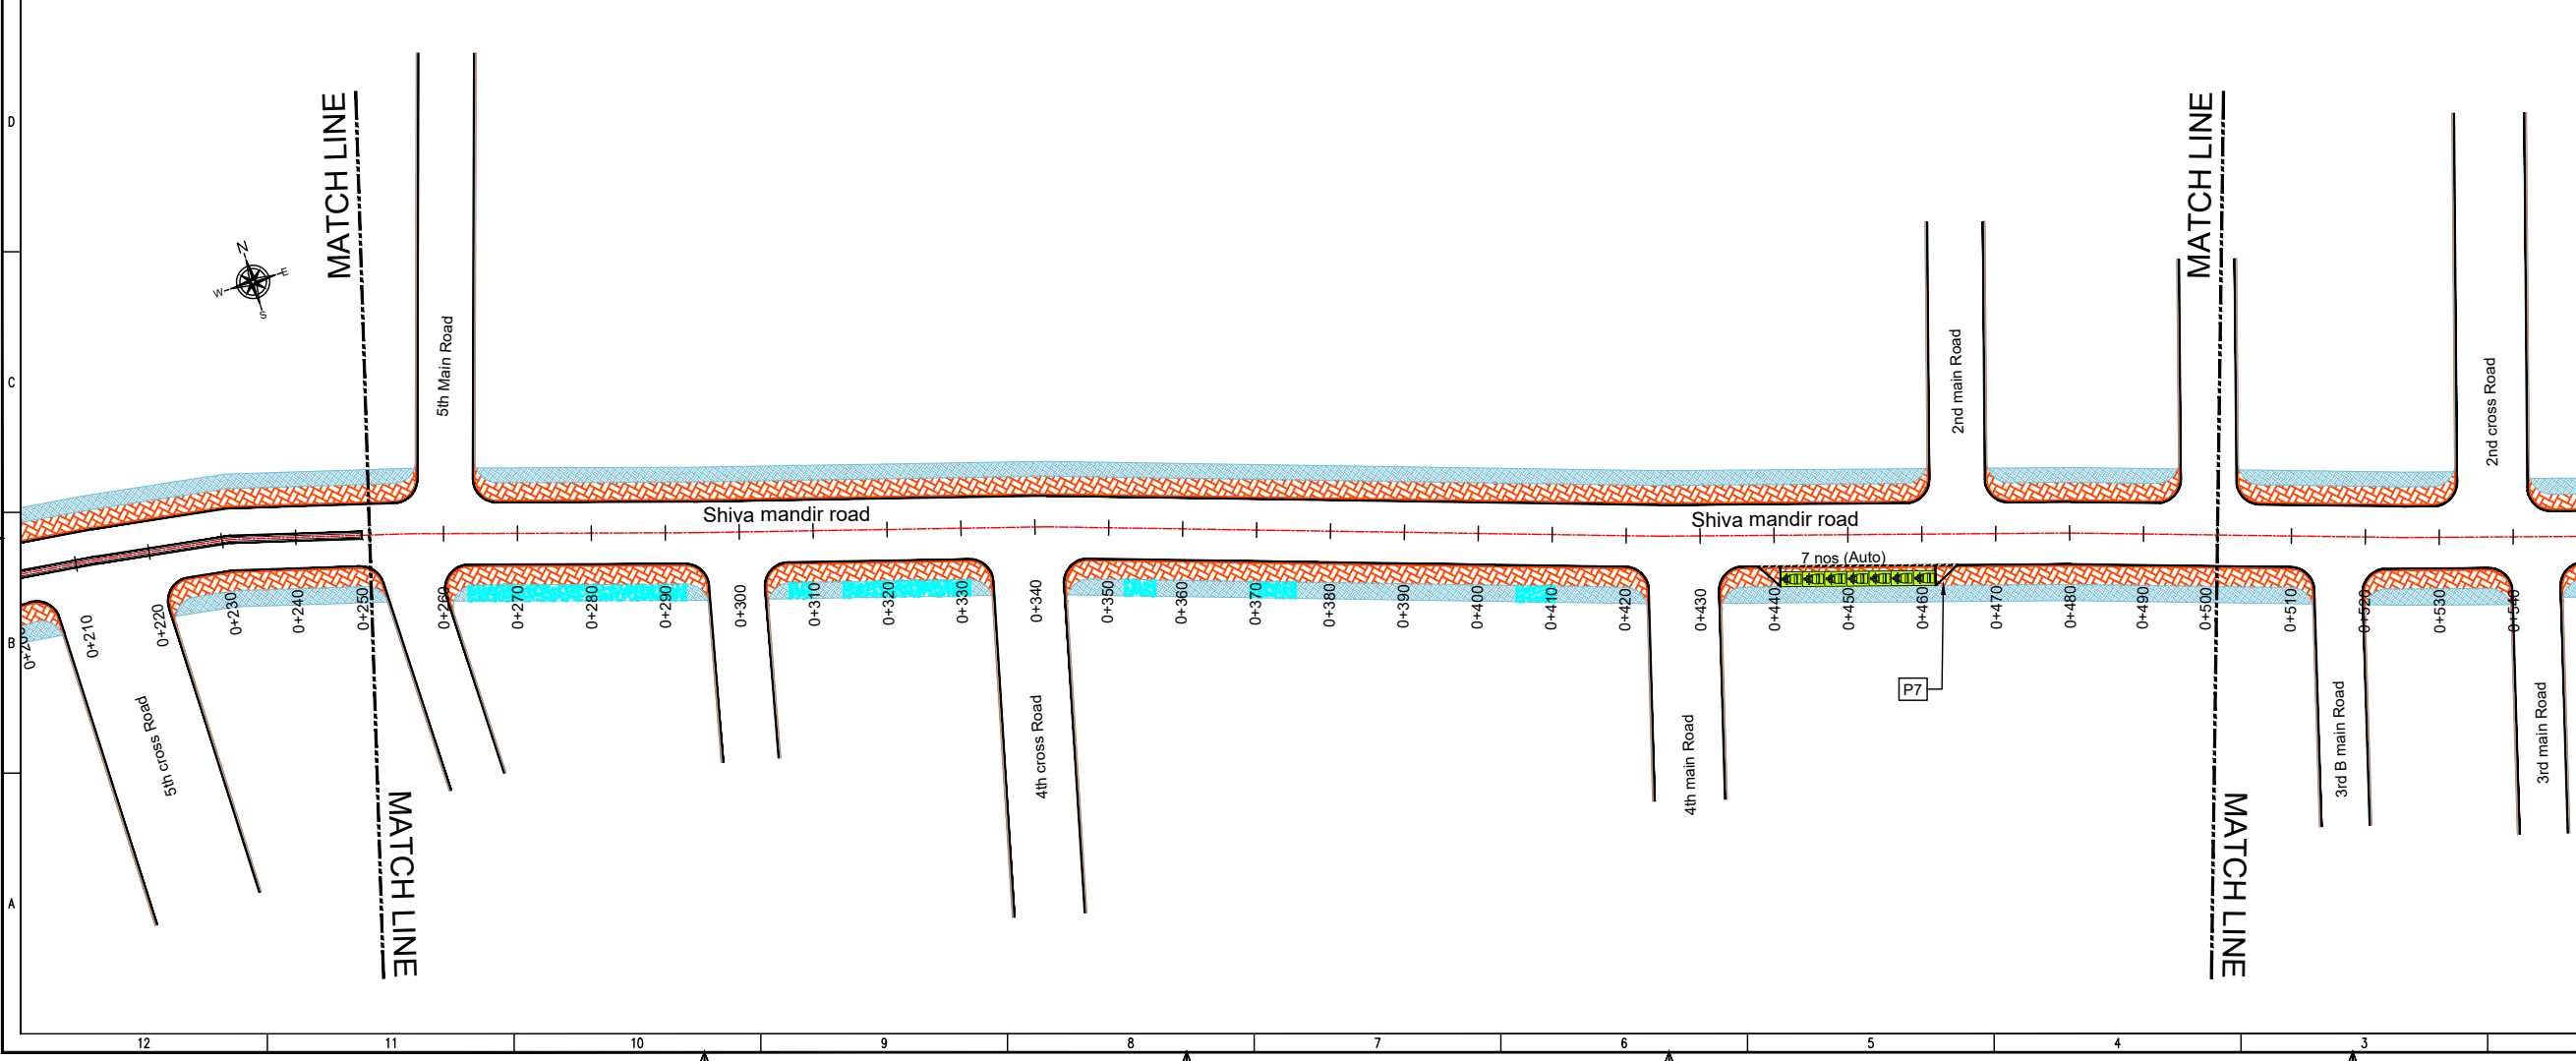 D
C
B
A
MATCH LINE
MATCH LINE
N
E
W
S
5th Main Road
2nd main Road
2nd cross Road
Shiva mandir road
Shiva mandir road
7 nos (Auto)
0+210
0+220
0+230
0+240
0+250
0+260
0+270
0+280
0+290
0+300
0+310
0+320
0+330
0+340
0+350
0+360
0+370
0+380
0+390
0+400
0+410
0+420
0+430
0+440
0+450
0+460
0+470
0+480
0+490
0+500
0+510
0+520
0+530
0+540
P7
5th cross Road
4th cross Road
4th main Road
3rd B main Road
3rd main Road
MATCH LINE
MATCH LINE
12
11
10
9
8
7
6
5
4
3